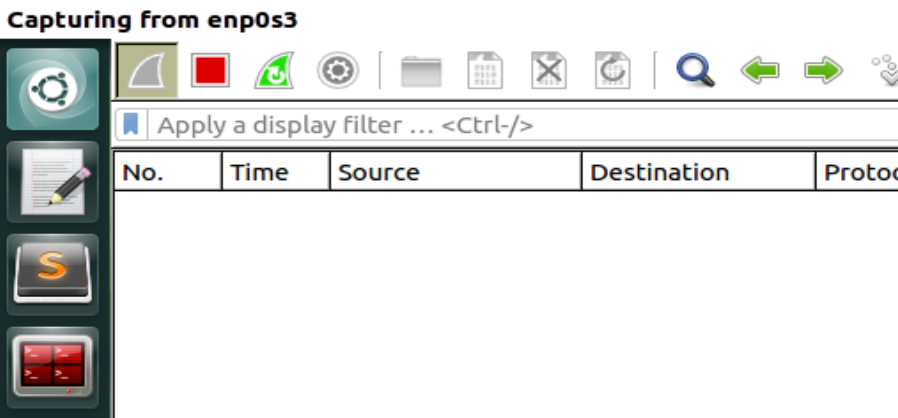 Capturing from enp0s3
Apply a display filter ... <Ctrl-/>
No. Time Source Destination Protoc